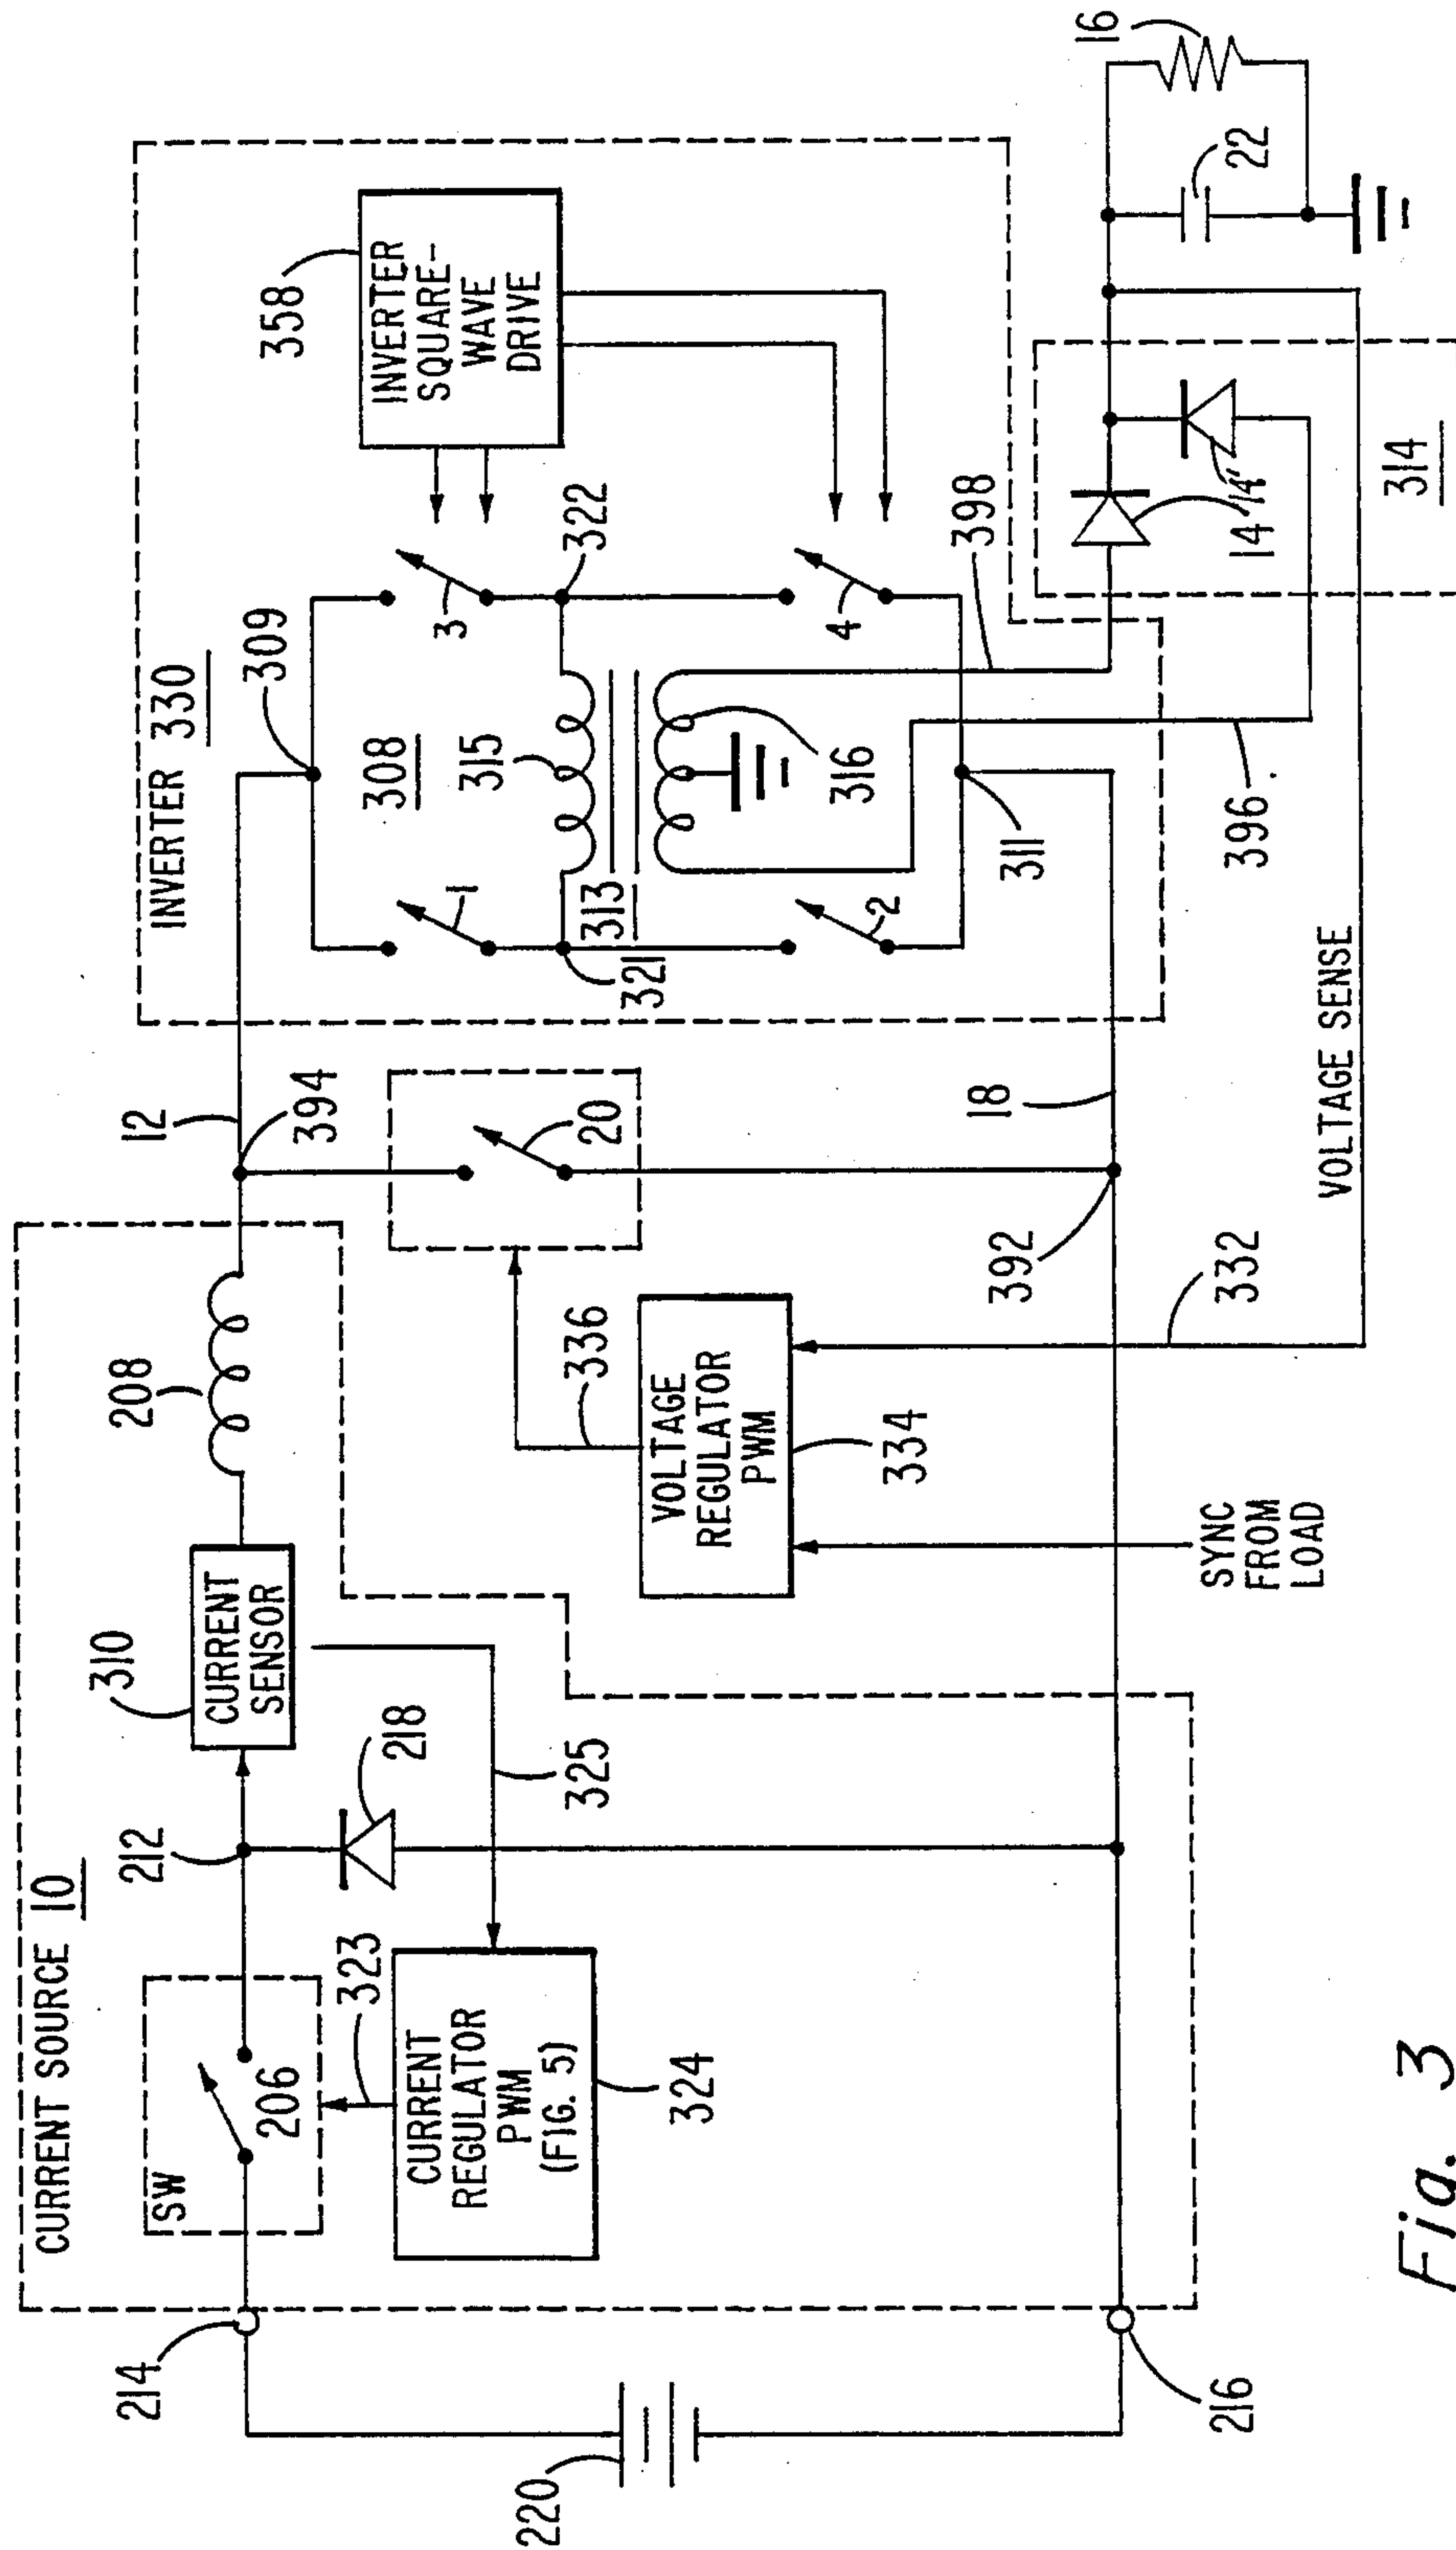 CURRENT SOURCE 10
SW
206
212
214
216
220
218
310
CURRENT
SENSOR
208
323
325
CURRENT
REGULATOR
PWM
(FIG. 5)
324
12
394
20
336
VOLTAGE
REGULATOR
PWM
334
392
18
332
SYNC
FROM
LOAD
VOLTAGE SENSE
INVERTER 330
309
308
315
313
316
321
322
311
1
2
3
4
358
INVERTER
SQUARE-
WAVE
DRIVE
398
396
14
14'
314
22
16
Fig. 3